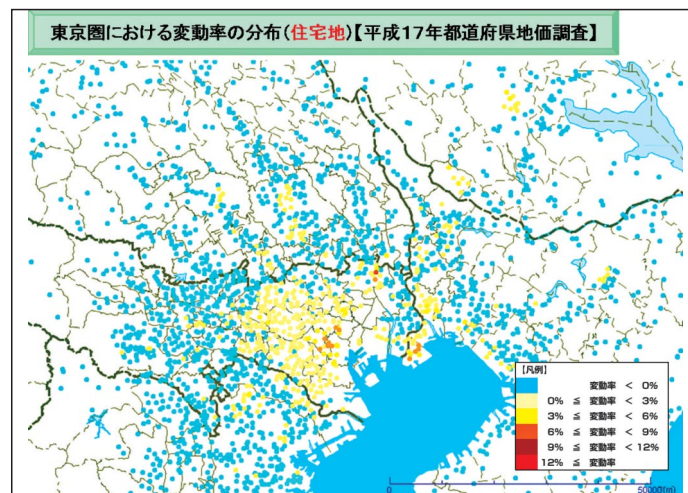 東京圏における変動率の分布(住宅地)【平成17年都道府県地価調査】
【凡例】
変動率 < 0%
0% ≦ 変動率 < 3%
3% ≦ 変動率 < 6%
6% ≦ 変動率 < 9%
9% ≦ 変動率 < 12%
12% ≦ 変動率
0 50000(m)